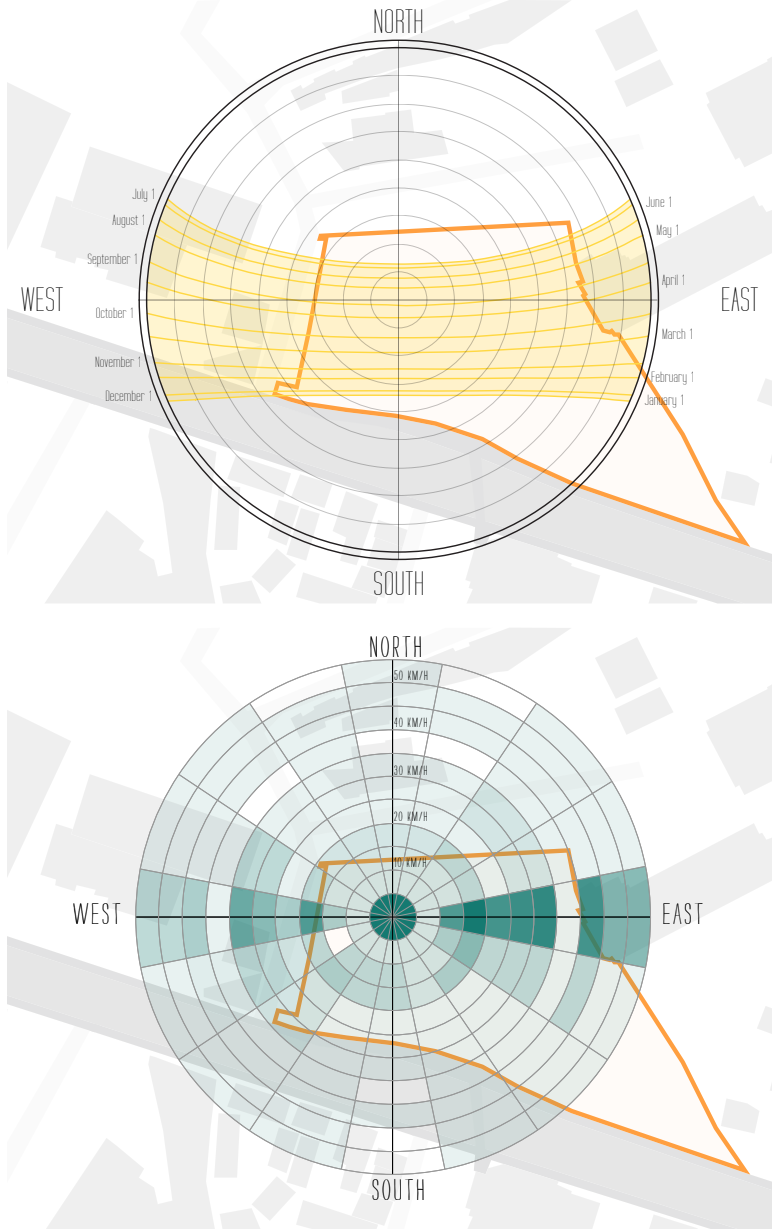 NORTH
July 1
June 1
August 1
May 1
September 1
April 1
WEST
EAST
October 1
March 1
November 1
February 1
December 1
January 1
SOUTH
NORTH
50 KM/H
40 KM/H
30 KM/H
20 KM/H
10 KM/H
WEST
EAST
SOUTH